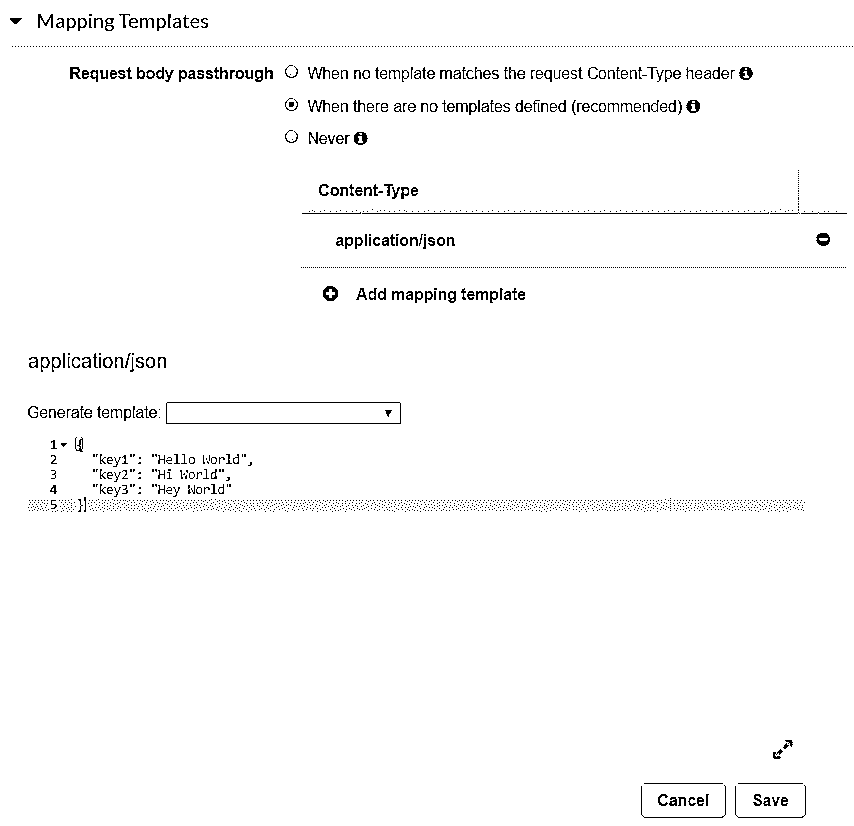 Mapping Templates
Request body passthrough
When no template matches the request Content-Type header
When there are no templates defined (recommended)
Never
Content-Type
application/json
Add mapping template
application/json
Generate template:
1 {
2 "key1": "Hello World",
3 "key2": "Hi World",
4 "key3": "Hey World"
5 }
Cancel
Save